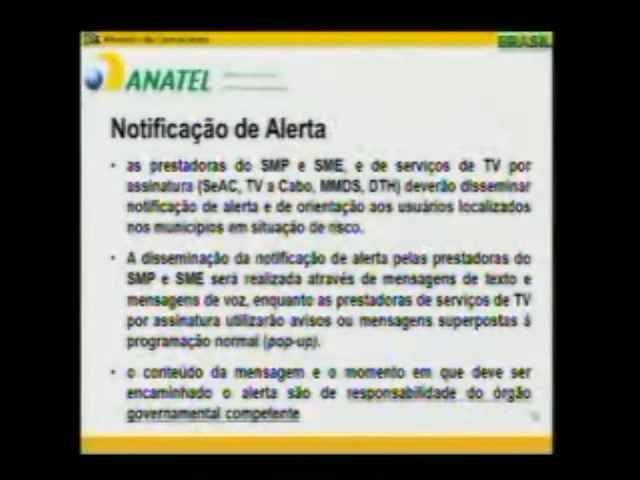 BRASIL
ANATEL
Notificação de Alerta
• as prestadoras do SMP e SME, e de serviços de TV por
assinatura (SeAC, TV a Cabo, MMDS, DTH) deverão disseminar
notificação de alerta e de orientação aos usuários localizados
nos municípios em situação de risco.
• A disseminação da notificação de alerta pelas prestadoras do
SMP e SME será realizada através de mensagens de texto e
mensagens de voz, enquanto as prestadoras de serviços de TV
por assinatura utilizarão avisos ou mensagens superpostas à
programação normal (pop-up).
• o conteúdo da mensagem e o momento em que deve ser
encaminhado o alerta são de responsabilidade do órgão
governamental competente